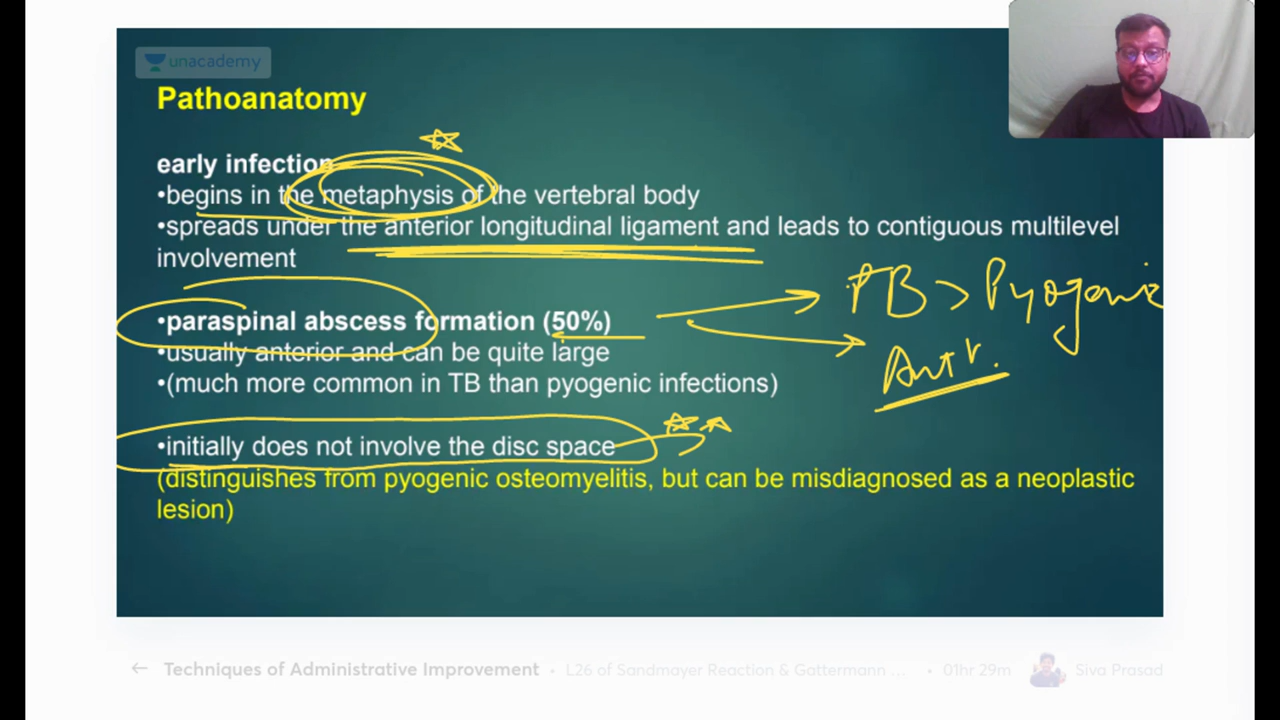 unacademy
Pathoanatomy
early infection
•begins in the metaphysis of the vertebral body
•spreads under the anterior longitudinal ligament and leads to contiguous multilevel
involvement
•paraspinal abscess formation (50%)
TB > Pyogenic
•usually anterior and can be quite large
Antr.
•(much more common in TB than pyogenic infections)
•initially does not involve the disc space
(distinguishes from pyogenic osteomyelitis, but can be misdiagnosed as a neoplastic
lesion)
← Techniques of Administrative Improvement • L26 of Sandmayer Reaction & Gattermann ... • 01hr 29m Siva Prasad